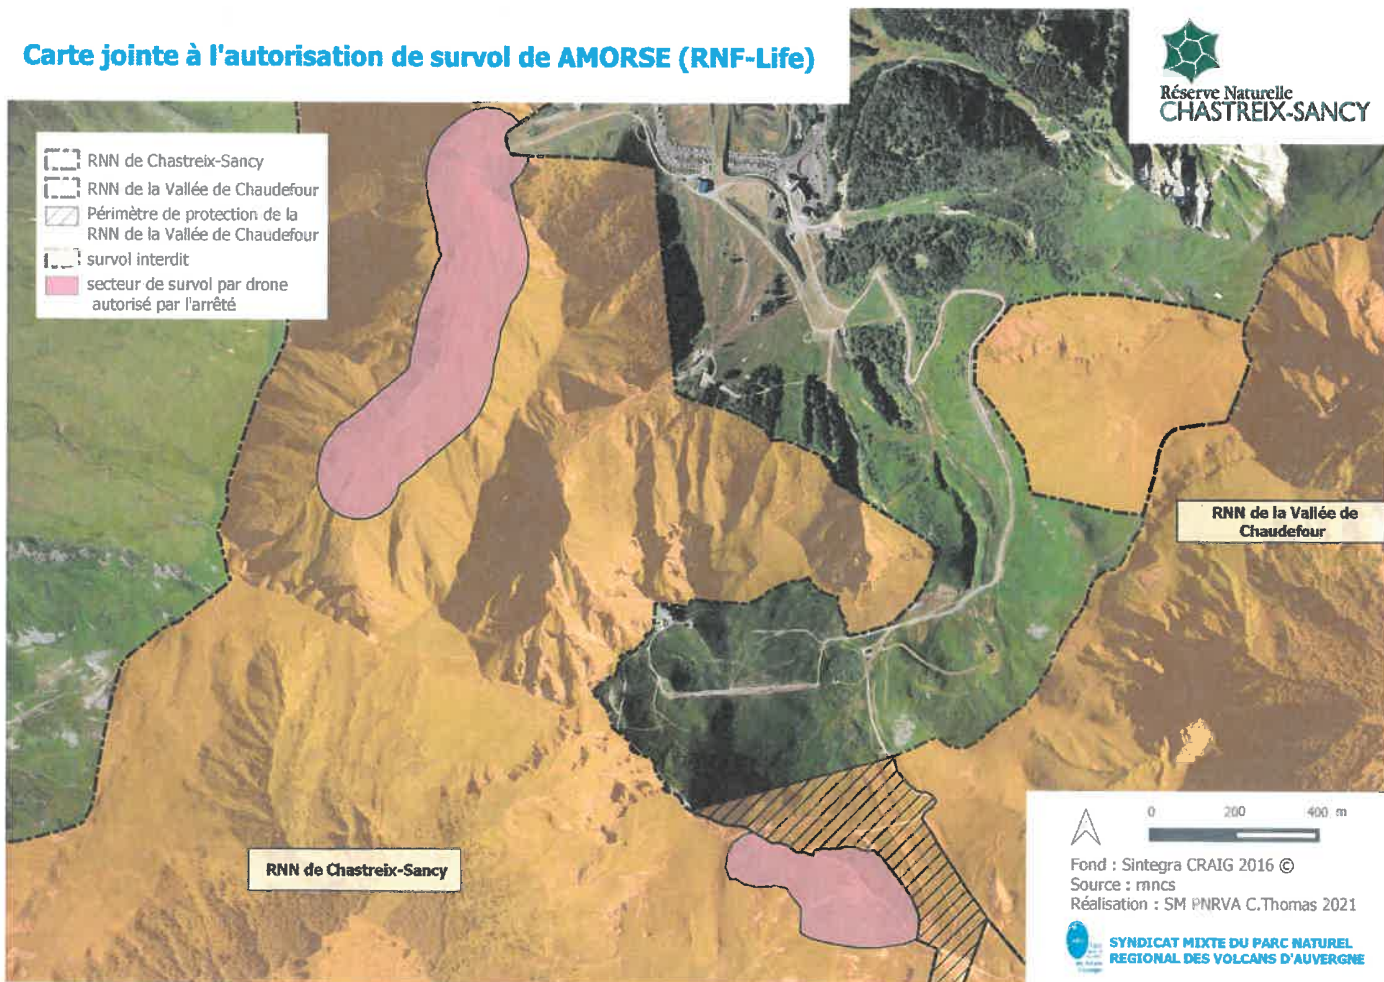 Carte jointe à l'autorisation de survol de AMORSE (RNF-Life)
Réserve Naturelle
CHASTREIX-SANCY
RNN de Chastreix-Sancy
RNN de la Vallée de Chaudefour
Périmètre de protection de la
RNN de la Vallée de Chaudefour
survol interdit
secteur de survol par drone
autorisé par l'arrêté
RNN de la Vallée de
Chaudefour
RNN de Chastreix-Sancy
0 200 400 m
Fond : Sintegra CRAIG 2016 ©
Source : rnncs
Réalisation : SM PNRVA C.Thomas 2021
SYNDICAT MIXTE DU PARC NATUREL
REGIONAL DES VOLCANS D'AUVERGNE